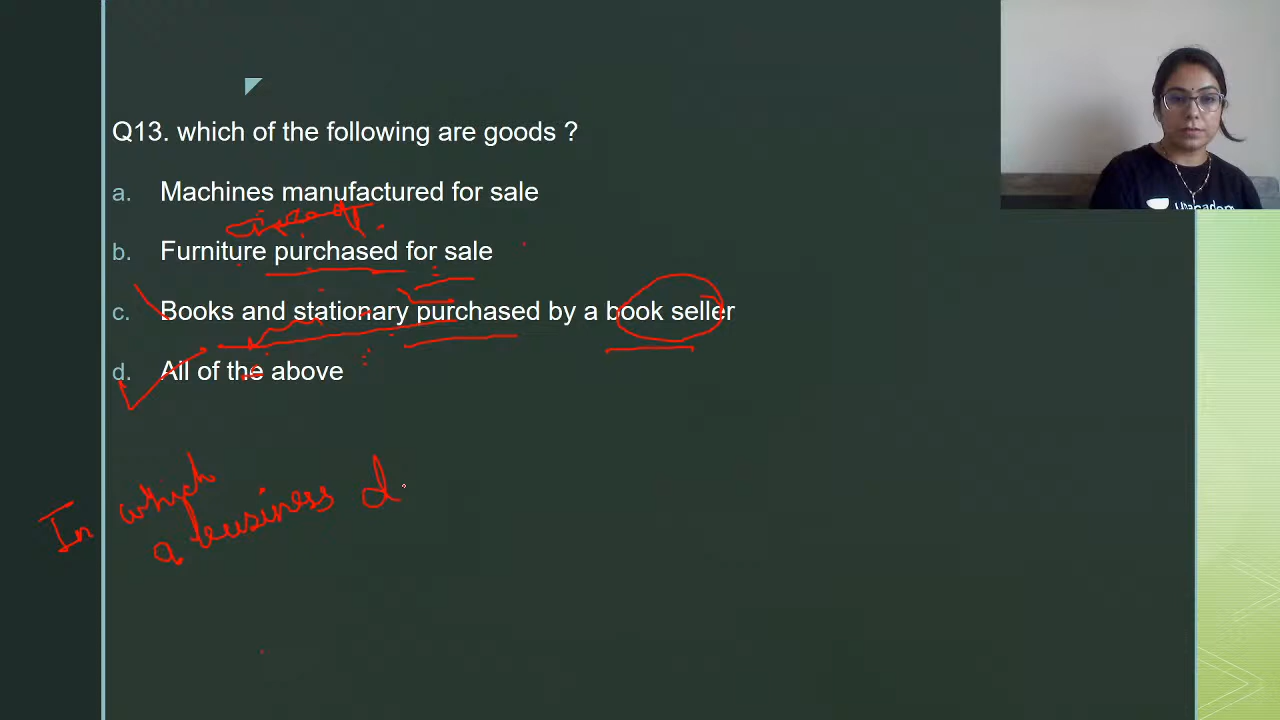 Q13. which of the following are goods ?
a. Machines manufactured for sale
b. Furniture purchased for sale
c. Books and stationary purchased by a book seller
d. All of the above
In which
a business d